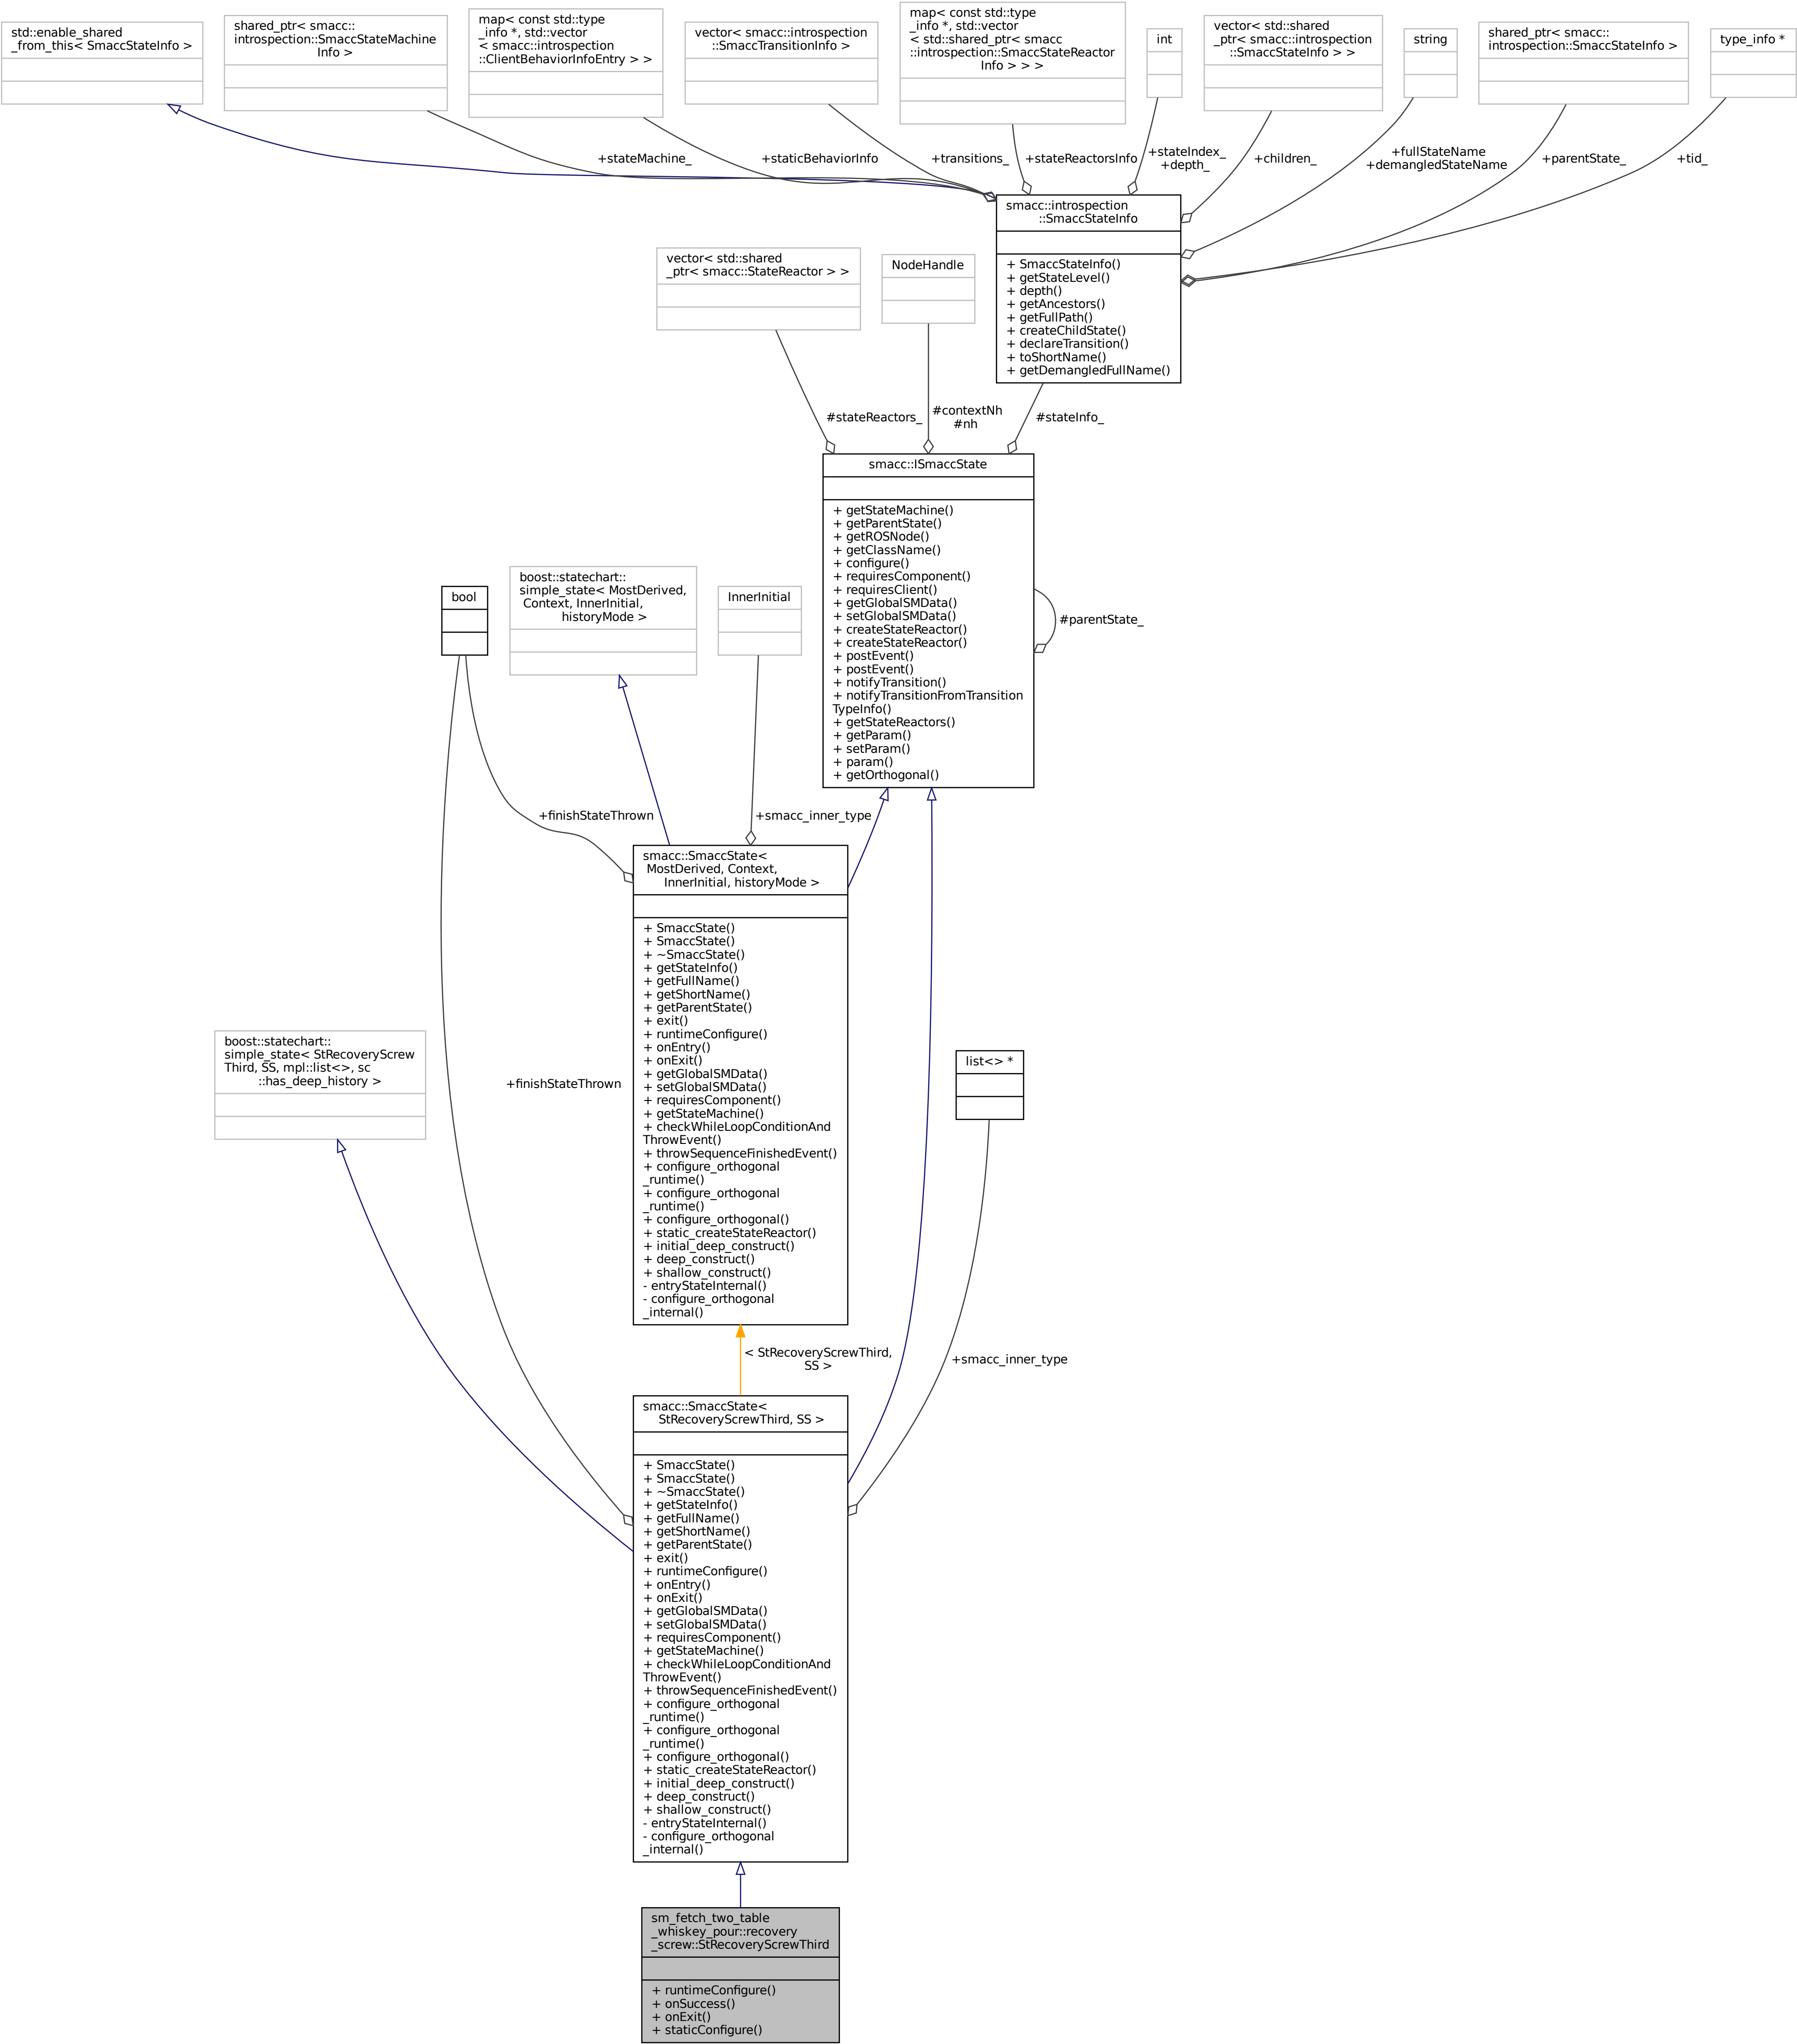 std::enable_shared
_from_this< SmaccStateInfo >
shared_ptr< smacc::
introspection::SmaccStateMachine
Info >
map< const std::type
_info *, std::vector
< smacc::introspection
::ClientBehaviorInfoEntry > >
vector< smacc::introspection
::SmaccTransitionInfo >
map< const std::type
_info *, std::vector
< std::shared_ptr< smacc
::introspection::SmaccStateReactor
Info > > >
int
vector< std::shared
_ptr< smacc::introspection
::SmaccStateInfo > >
string
shared_ptr< smacc::
introspection::SmaccStateInfo >
type_info *
+stateMachine_
+staticBehaviorInfo
+transitions_
+stateReactorsInfo
+stateIndex_
+depth_
+children_
+fullStateName
+demangledStateName
+parentState_
+tid_
smacc::introspection
::SmaccStateInfo
+ SmaccStateInfo()
+ getStateLevel()
+ depth()
+ getAncestors()
+ getFullPath()
+ createChildState()
+ declareTransition()
+ toShortName()
+ getDemangledFullName()
vector< std::shared
_ptr< smacc::StateReactor > >
NodeHandle
#stateReactors_
#contextNh
#nh
#stateInfo_
smacc::ISmaccState
+ getStateMachine()
+ getParentState()
+ getROSNode()
+ getClassName()
+ configure()
+ requiresComponent()
+ requiresClient()
+ getGlobalSMData()
+ setGlobalSMData()
+ createStateReactor()
+ createStateReactor()
+ postEvent()
+ postEvent()
+ notifyTransition()
+ notifyTransitionFromTransition
TypeInfo()
+ getStateReactors()
+ getParam()
+ setParam()
+ param()
+ getOrthogonal()
#parentState_
bool
boost::statechart::
simple_state< MostDerived,
Context, InnerInitial,
historyMode >
InnerInitial
+finishStateThrown
+smacc_inner_type
smacc::SmaccState<
MostDerived, Context,
InnerInitial, historyMode >
+ SmaccState()
+ SmaccState()
+ ~SmaccState()
+ getStateInfo()
+ getFullName()
+ getShortName()
+ getParentState()
+ exit()
+ runtimeConfigure()
+ onEntry()
+ onExit()
+ getGlobalSMData()
+ setGlobalSMData()
+ requiresComponent()
+ getStateMachine()
+ checkWhileLoopConditionAnd
ThrowEvent()
+ throwSequenceFinishedEvent()
+ configure_orthogonal
_runtime()
+ configure_orthogonal
_runtime()
+ configure_orthogonal()
+ static_createStateReactor()
+ initial_deep_construct()
+ deep_construct()
+ shallow_construct()
- entryStateInternal()
- configure_orthogonal
_internal()
boost::statechart::
simple_state< StRecoveryScrew
Third, SS, mpl::list<>, sc
::has_deep_history >
+finishStateThrown
list<> *
< StRecoveryScrewThird,
SS >
+smacc_inner_type
smacc::SmaccState<
StRecoveryScrewThird, SS >
+ SmaccState()
+ SmaccState()
+ ~SmaccState()
+ getStateInfo()
+ getFullName()
+ getShortName()
+ getParentState()
+ exit()
+ runtimeConfigure()
+ onEntry()
+ onExit()
+ getGlobalSMData()
+ setGlobalSMData()
+ requiresComponent()
+ getStateMachine()
+ checkWhileLoopConditionAnd
ThrowEvent()
+ throwSequenceFinishedEvent()
+ configure_orthogonal
_runtime()
+ configure_orthogonal
_runtime()
+ configure_orthogonal()
+ static_createStateReactor()
+ initial_deep_construct()
+ deep_construct()
+ shallow_construct()
- entryStateInternal()
- configure_orthogonal
_internal()
sm_fetch_two_table
_whiskey_pour::recovery
_screw::StRecoveryScrewThird
+ runtimeConfigure()
+ onSuccess()
+ onExit()
+ staticConfigure()